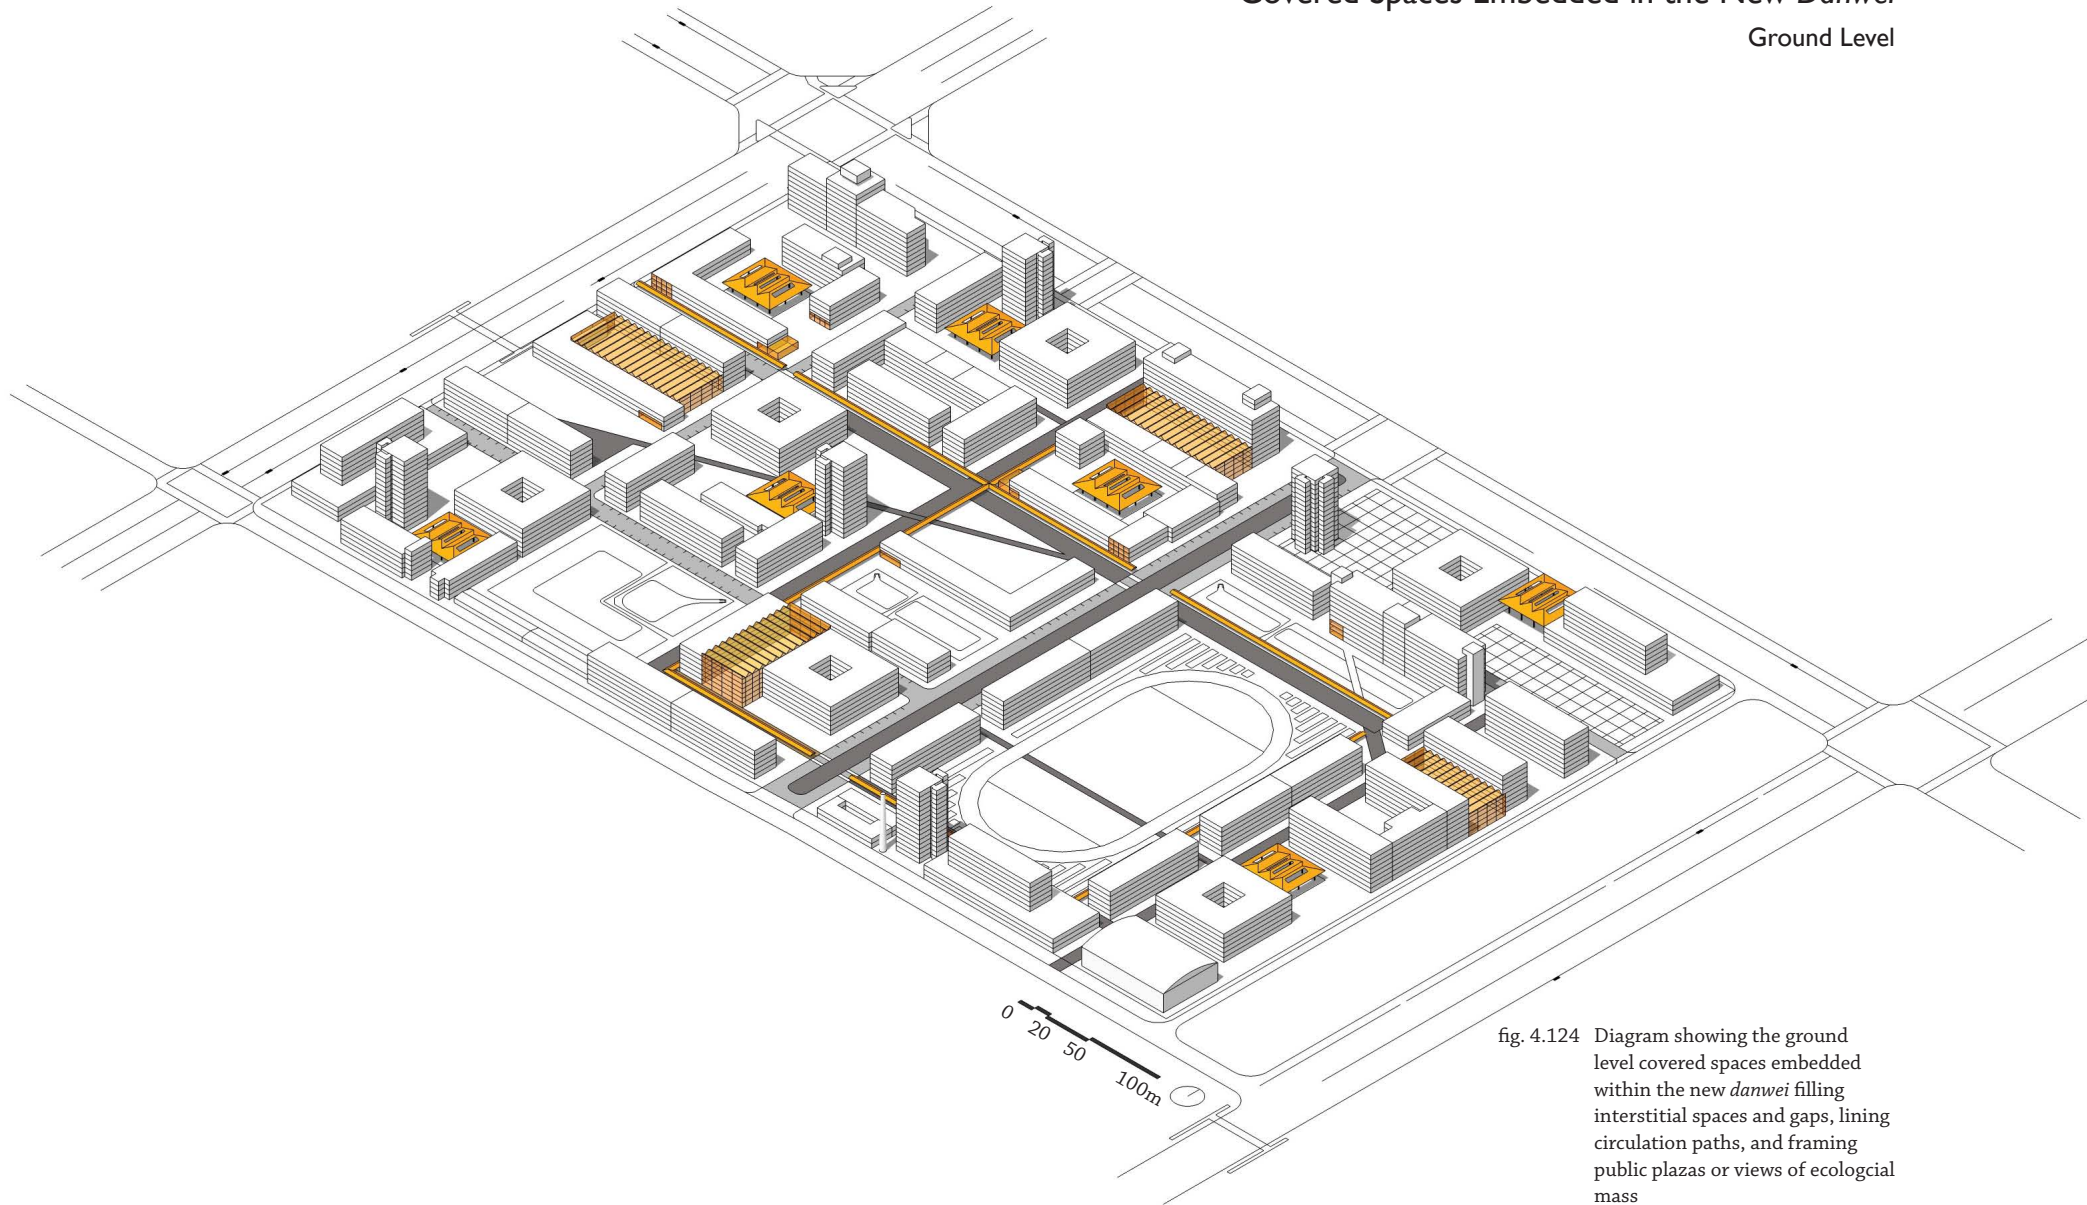 Covered Spaces Embedded in the New Danwei
Ground Level
0
20
50
100m
fig. 4.124 Diagram showing the ground
level covered spaces embedded
within the new danwei filling
interstitial spaces and gaps, lining
circulation paths, and framing
public plazas or views of ecologcial
mass